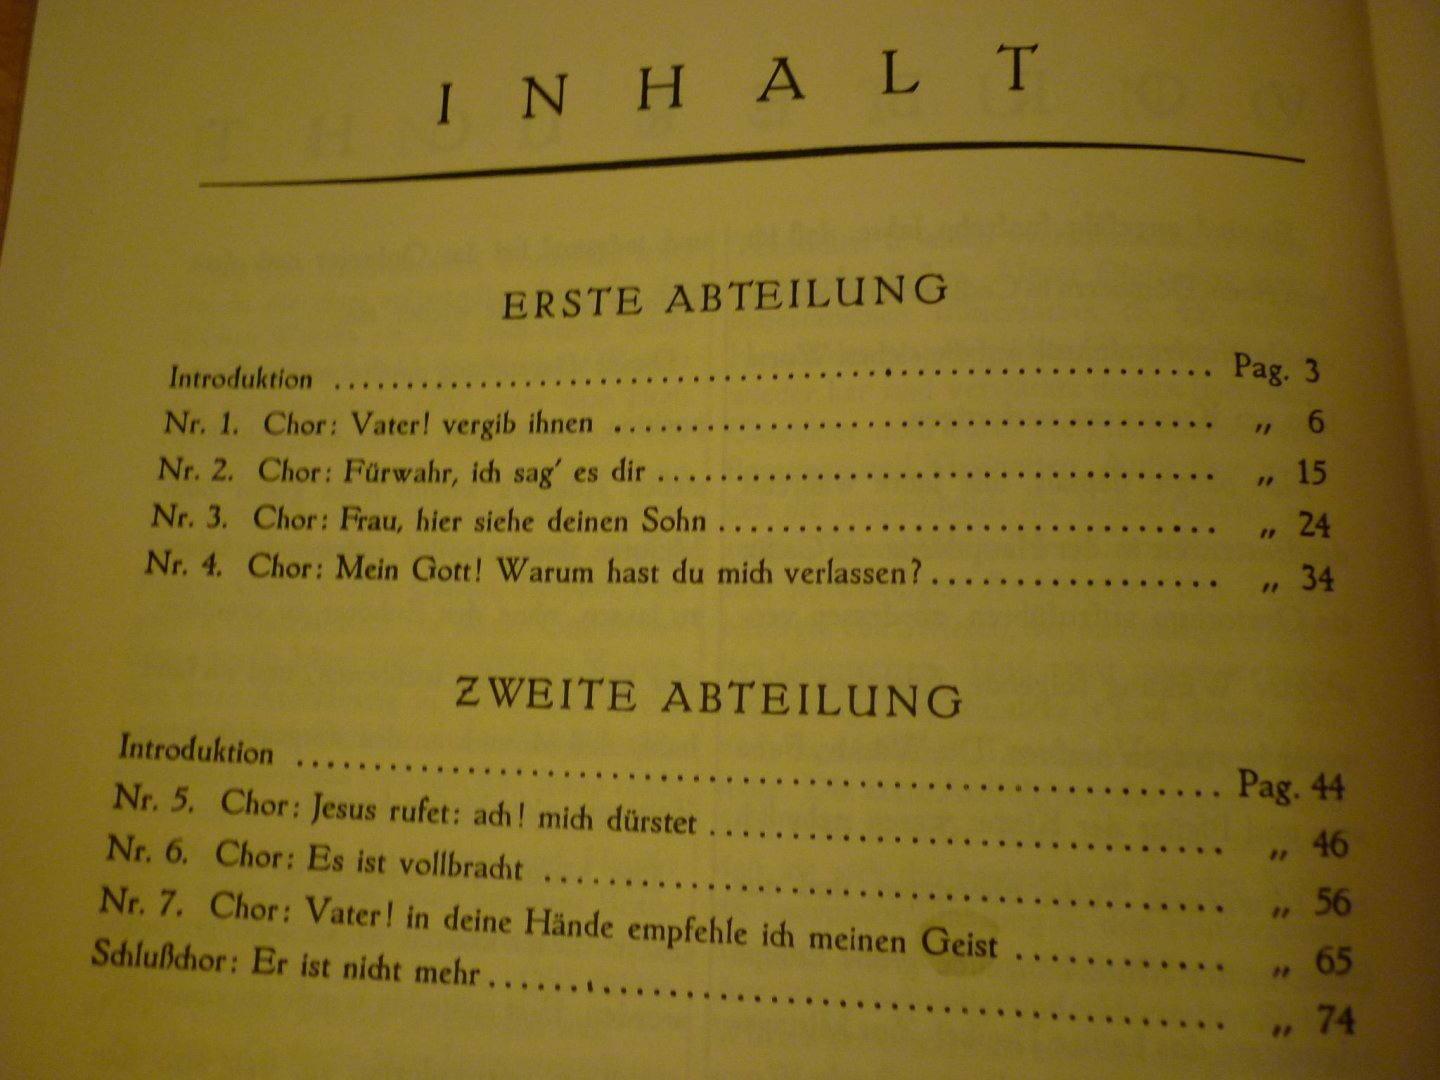 INHALT
ERSTE ABTEILUNG
Introduktion ........................................ Pag. 3
Nr. 1. Chor: Vater! vergib ihnen ........................................ „ 6
Nr. 2. Chor: Fürwahr, ich sag' es dir ........................................ „ 15
Nr. 3. Chor: Frau, hier siehe deinen Sohn ........................................ „ 24
Nr. 4. Chor: Mein Gott! Warum hast du mich verlassen? .................. „ 34
ZWEITE ABTEILUNG
Introduktion ........................................ Pag. 44
Nr. 5. Chor: Jesus rufet: ach! mich dürstet ........................................ „ 46
Nr. 6. Chor: Es ist vollbracht ........................................ „ 56
Nr. 7. Chor: Vater! in deine Hände empfehle ich meinen Geist ............ „ 65
Schlußchor: Er ist nicht mehr ........................................ „ 74